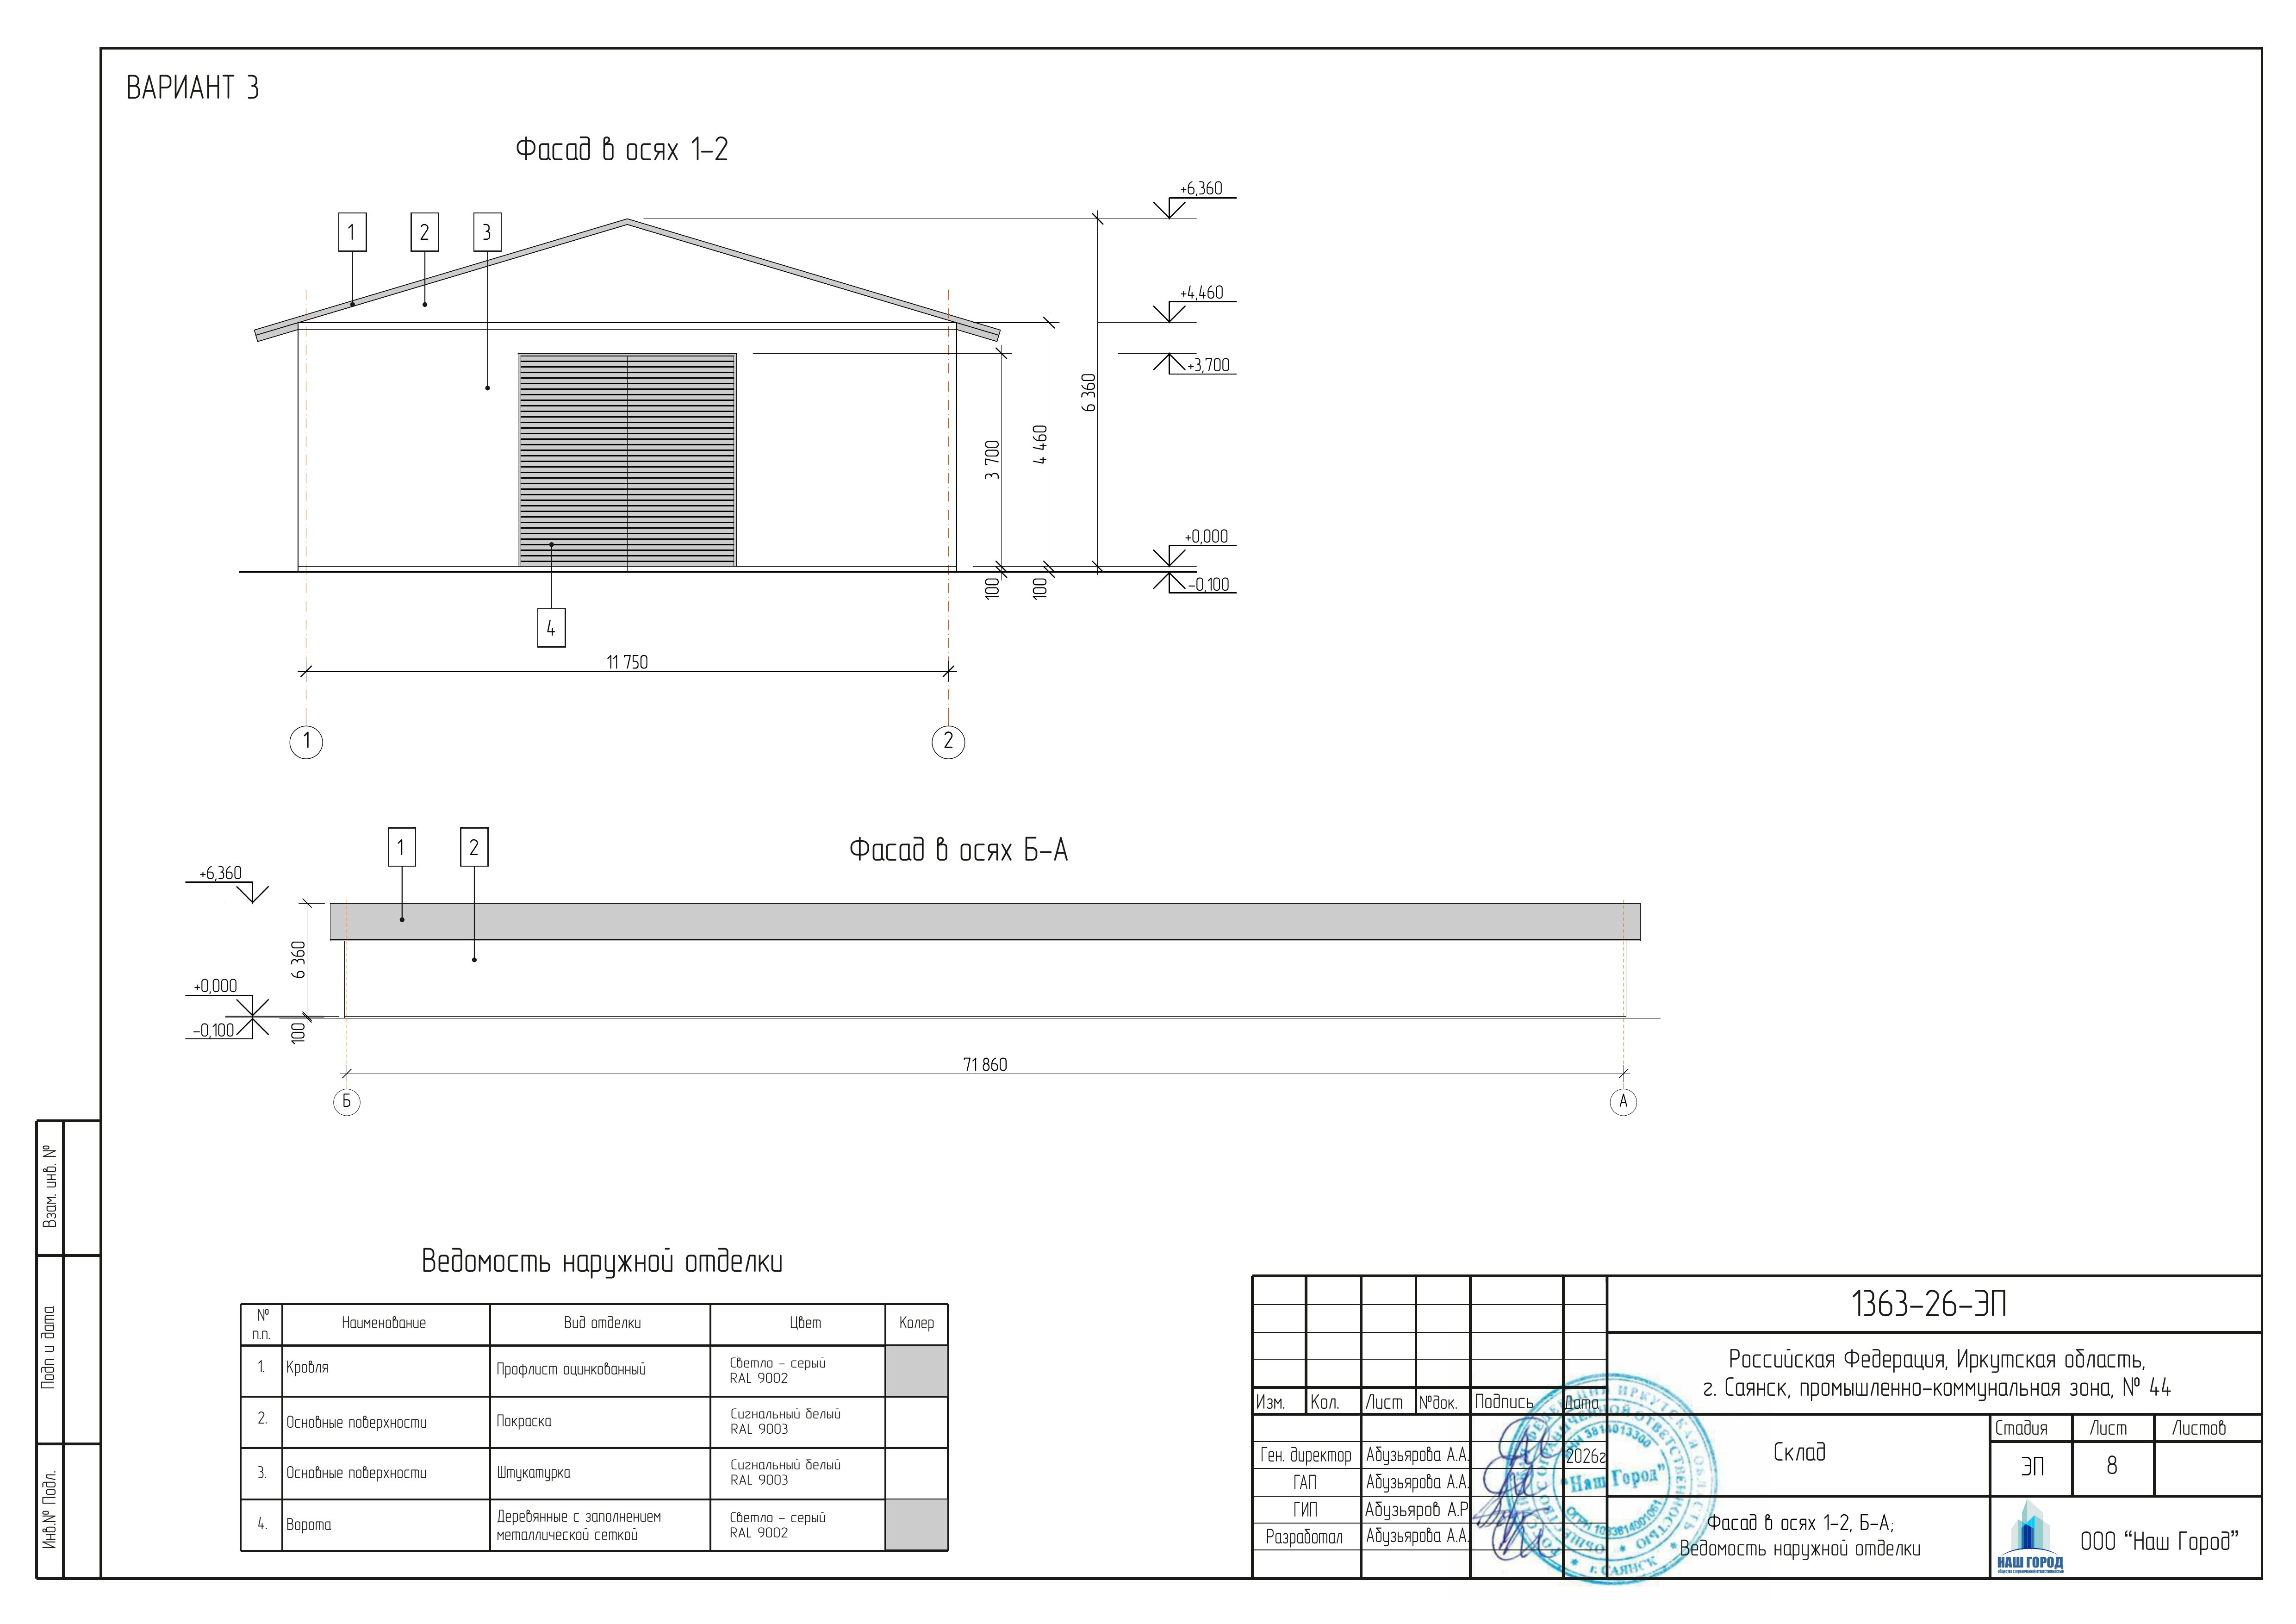 ВАРИАНТ 3
Фасад в осях 1-2
1
2
3
+6,360
+4,460
+3,700
6 360
4 460
3 700
+0,000
-0,100
100
100
4
11 750
1
2
Фасад в осях Б-А
1
2
+6,360
6 360
+0,000
-0,100
100
71 860
Б
А
Взам. инв. №
Подп и дата
Инв.№ Подл.
Ведомость наружной отделки
№ п.п. Наименование Вид отделки Цвет Колер
1. Кровля Профлист оцинкованный Светло - серый RAL 9002
2. Основные поверхности Покраска Сигнальный белый RAL 9003
3. Основные поверхности Штукатурка Сигнальный белый RAL 9003
4. Ворота Деревянные с заполнением металлической сеткой Светло - серый RAL 9002
1363-26-ЭП
Российская Федерация, Иркутская область,
г. Саянск, промышленно-коммунальная зона, № 44
Изм. Кол. Лист №док. Подпись Дата
Ген. директор Абузьярова А.А. 2026г
ГАП Абузьярова А.А.
ГИП Абузьяров А.Р
Разработал Абузьярова А.А.
Склад
Стадия Лист Листов
ЭП 8
Фасад в осях 1-2, Б-А;
Ведомость наружной отделки
НАШ ГОРОД
ООО “Наш Город”
"Наш Город"
г. САЯНСК